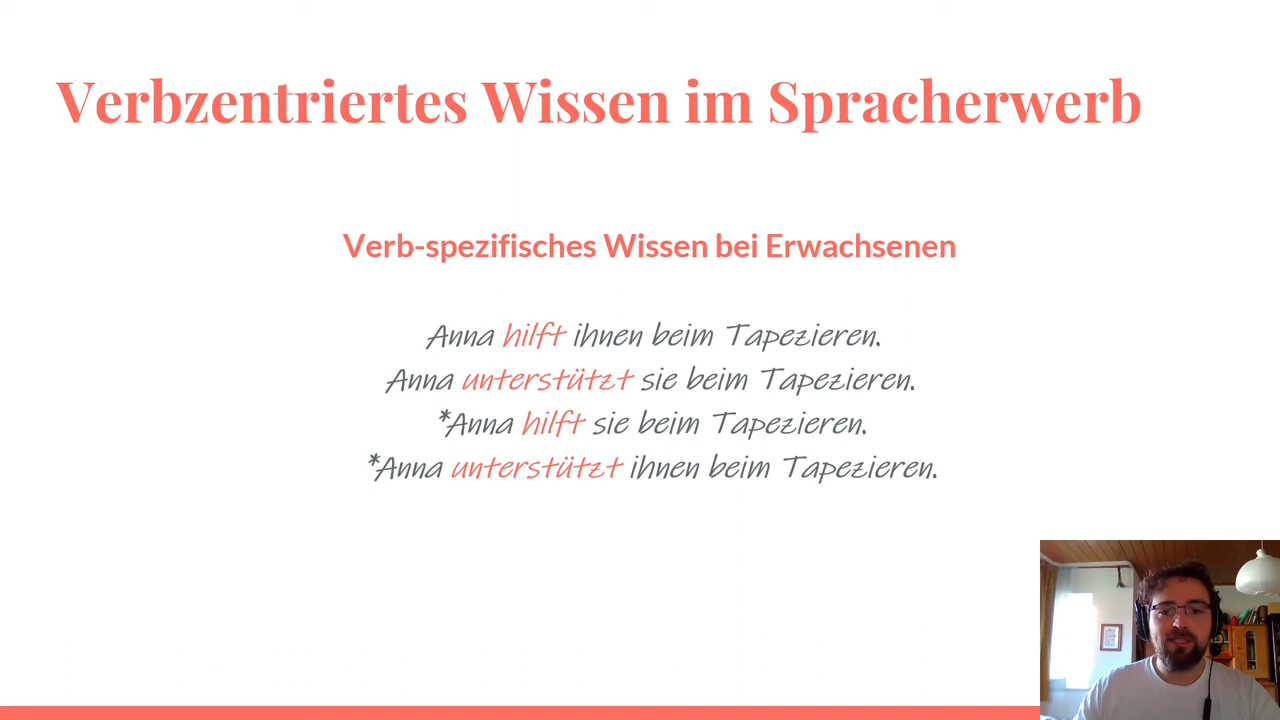 Verbzentriertes Wissen im Spracherwerb
Verb-spezifisches Wissen bei Erwachsenen
Anna hilft ihnen beim Tapezieren.
Anna unterstützt sie beim Tapezieren.
*Anna hilft sie beim Tapezieren.
*Anna unterstützt ihnen beim Tapezieren.